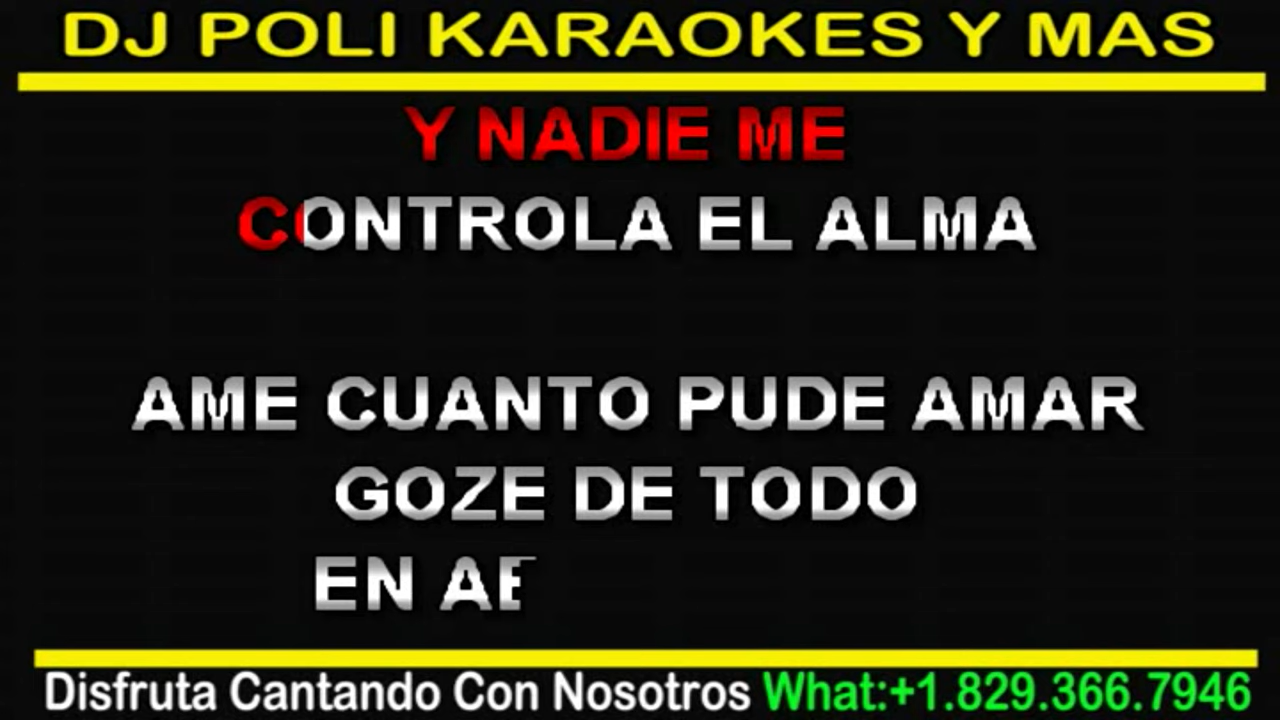 DJ POLI KARAOKES Y MAS
Y NADIE ME
CONTROLA EL ALMA
AME CUANTO PUDE AMAR
GOZE DE TODO
EN
Disfruta Cantando Con Nosotros What:+1.829.366.7946